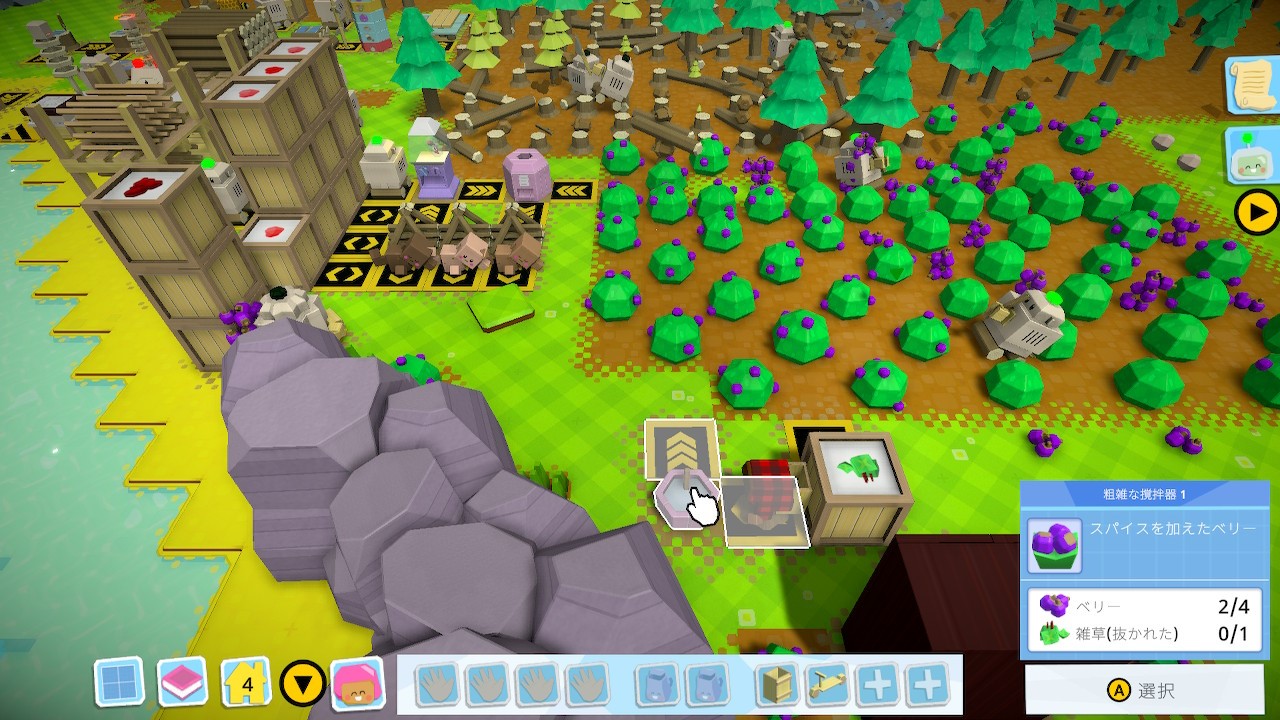 粗雑な攪拌器 1
スパイスを加えたベリー
ベリー 2/4
雑草(抜かれた) 0/1
4
A 選択